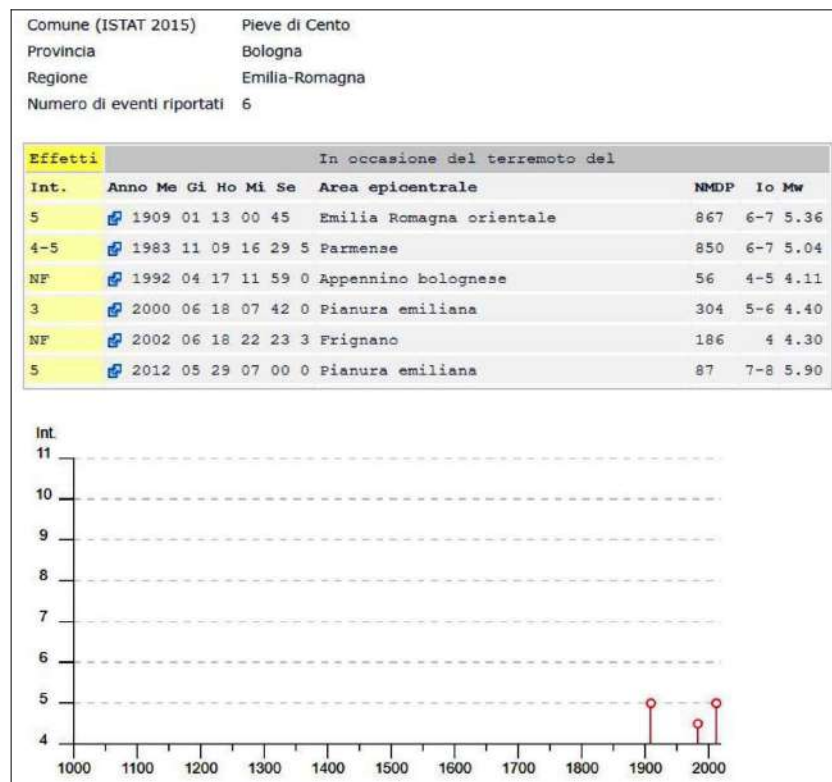 Comune (ISTAT 2015) Pieve di Cento
Provincia Bologna
Regione Emilia-Romagna
Numero di eventi riportati 6
Effetti In occasione del terremoto del
Int. Anno Me Gi Ho Mi Se Area epicentrale NMDP Io Mw
5 1909 01 13 00 45 Emilia Romagna orientale 867 6-7 5.36
4-5 1983 11 09 16 29 5 Parmense 850 6-7 5.04
NF 1992 04 17 11 59 0 Appennino bolognese 56 4-5 4.11
3 2000 06 18 07 42 0 Pianura emiliana 304 5-6 4.40
NF 2002 06 18 22 23 3 Frignano 186 4 4.30
5 2012 05 29 07 00 0 Pianura emiliana 87 7-8 5.90
Int.
11
10
9
8
7
6
5
4
1000 1100 1200 1300 1400 1500 1600 1700 1800 1900 2000